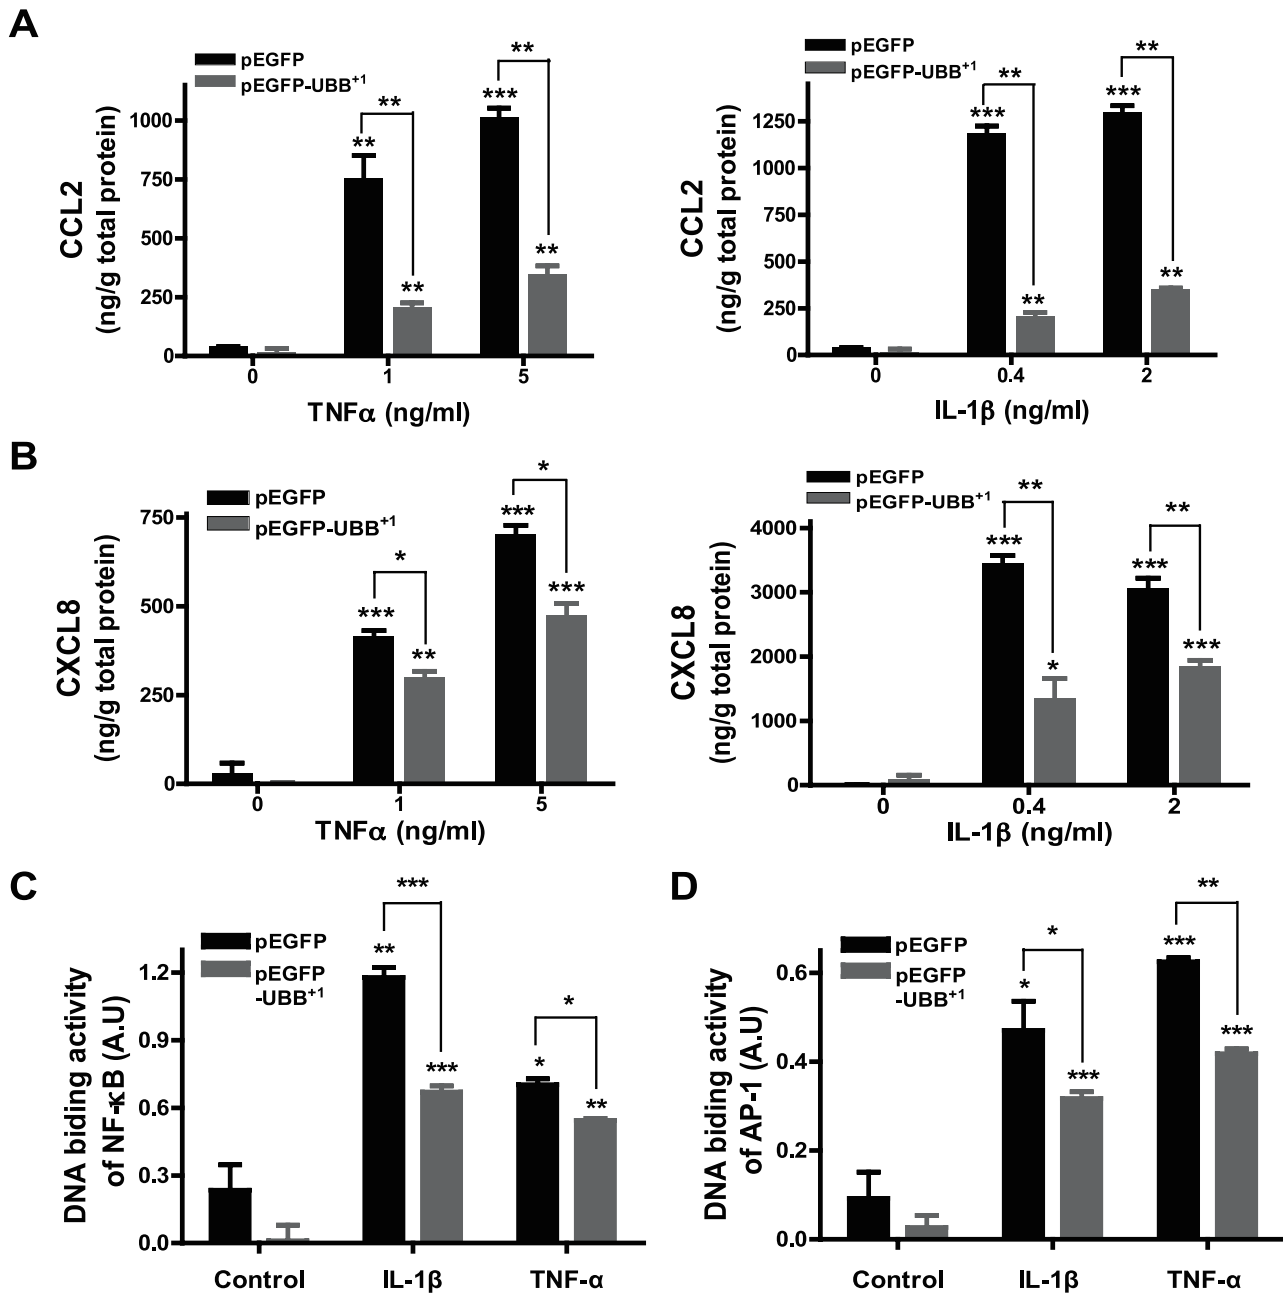 A
pEGFP
pEGFP-UBB+1
**
**
**
***
**
**
1000
750
500
250
0
CCL2
(ng/g total protein)
0
1
5
TNFα (ng/ml)
pEGFP
pEGFP-UBB+1
**
**
***
***
**
**
1250
1000
750
500
250
0
CCL2
(ng/g total protein)
0
0.4
2
IL-1β (ng/ml)
B
pEGFP
pEGFP-UBB+1
*
*
***
***
**
***
750
500
250
0
CXCL8
(ng/g total protein)
0
1
5
TNFα (ng/ml)
pEGFP
pEGFP-UBB+1
**
**
***
***
*
***
4000
3000
2000
1000
0
CXCL8
(ng/g total protein)
0
0.4
2
IL-1β (ng/ml)
C
pEGFP
pEGFP
-UBB+1
***
**
***
*
*
**
1.2
0.9
0.6
0.3
0.0
DNA biding activity
of NF-κB (A.U)
Control
IL-1β
TNF-α
D
pEGFP
pEGFP
-UBB+1
*
*
***
**
***
***
0.6
0.4
0.2
0.0
DNA biding activity
of AP-1 (A.U)
Control
IL-1β
TNF-α